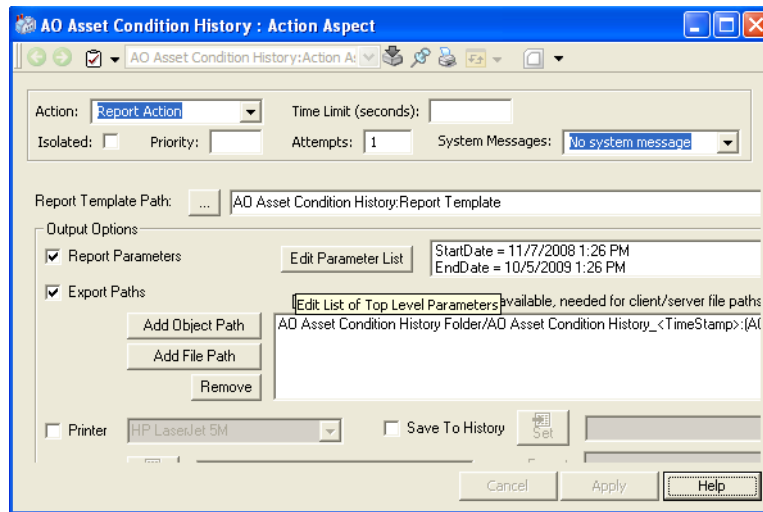 AO Asset Condition History : Action Aspect
AO Asset Condition History:Action A
Action: Report Action Time Limit (seconds):
Isolated: Priority: Attempts: 1 System Messages: No system message
Report Template Path: ... AO Asset Condition History:Report Template
Output Options
Report Parameters Edit Parameter List StartDate = 11/7/2008 1:26 PM
EndDate = 10/5/2009 1:26 PM
Export Paths
Edit List of Top Level Parameters available, needed for client/server file paths
Add Object Path AO Asset Condition History Folder/AO Asset Condition History_<TimeStamp>:(AO
Add File Path
Remove
Printer HP LaserJet 5M Save To History Set
Cancel Apply Help